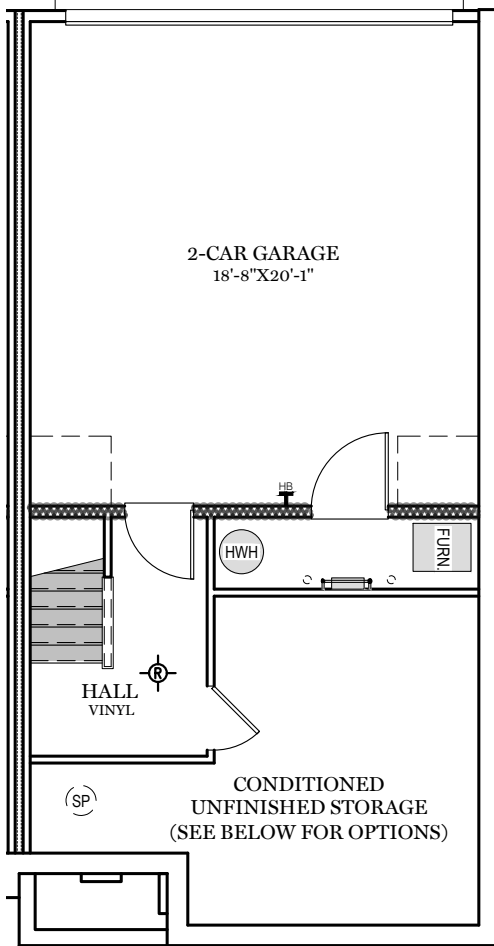 2-CAR GARAGE
18'-8"X20'-1"
HB
HWH
FURN.
R
HALL
VINYL
SP
CONDITIONED
UNFINISHED STORAGE
(SEE BELOW FOR OPTIONS)